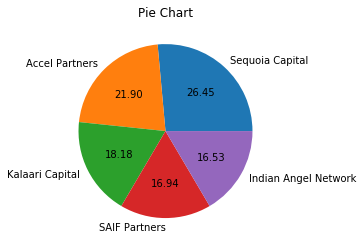 Pie Chart
Sequoia Capital
26.45
Accel Partners
21.90
Kalaari Capital
18.18
SAIF Partners
16.94
Indian Angel Network
16.53